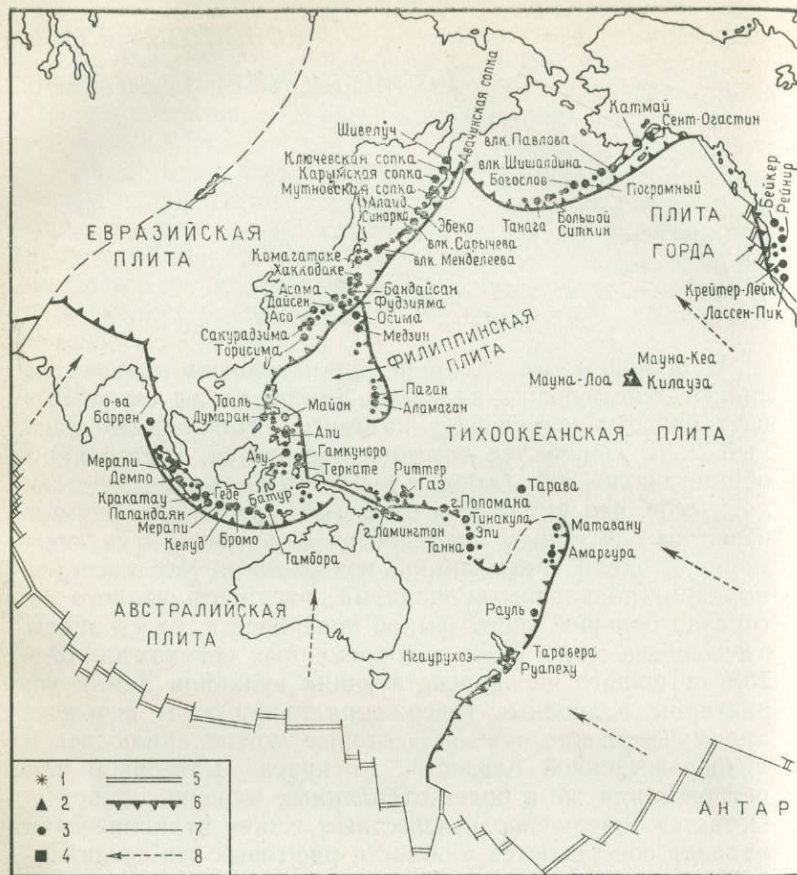 Катмай
Сент-Огастин
Авачинская сопка
Шивелуч
влк. Павлова
Ключевская сопка
влк. Шишалдина
Карымская сопка
Богослов
Мутновская сопка
Погромный
Бейкер
Рейнир
Алаид
Синарка
Эбеко
Танага
Большой
Ситкин
ПЛИТА
ГОРДА
ЕВРАЗИЙСКАЯ
ПЛИТА
влк. Сарычева
влк. Менделеева
Комагатаке
Хаккодаке
Асама
Бандайсан
Дайсен
Фудзияма
Асо
Осима
Крейтер-Лейк
Лассен-Пик
Сакурадзима
Медзин
Торисима
ФИЛИППИНСКАЯ
ПЛИТА
Мауна-Кеа
Мауна-Лоа
Килауэа
о-ва
Баррен
Тааль
Паган
Думаран
Майон
Аламаган
ТИХООКЕАНСКАЯ ПЛИТА
Апи
Мерапи
Аву
Гамкуноро
Демпо
Тернате
Риттер
Гаэ
Тарава
Кракатау
Геде
Батур
г. Попомана
Папандаян
г. Ламингтон
Тинакула
Матавану
Мерапи
Бромо
Эпи
Келуд
Танна
Амаргура
Тамбора
АВСТРАЛИЙСКАЯ
ПЛИТА
Рауль
Нгаурухоэ
Таравера
Руапеху
АНТАР
1
5
2
6
3
7
4
8